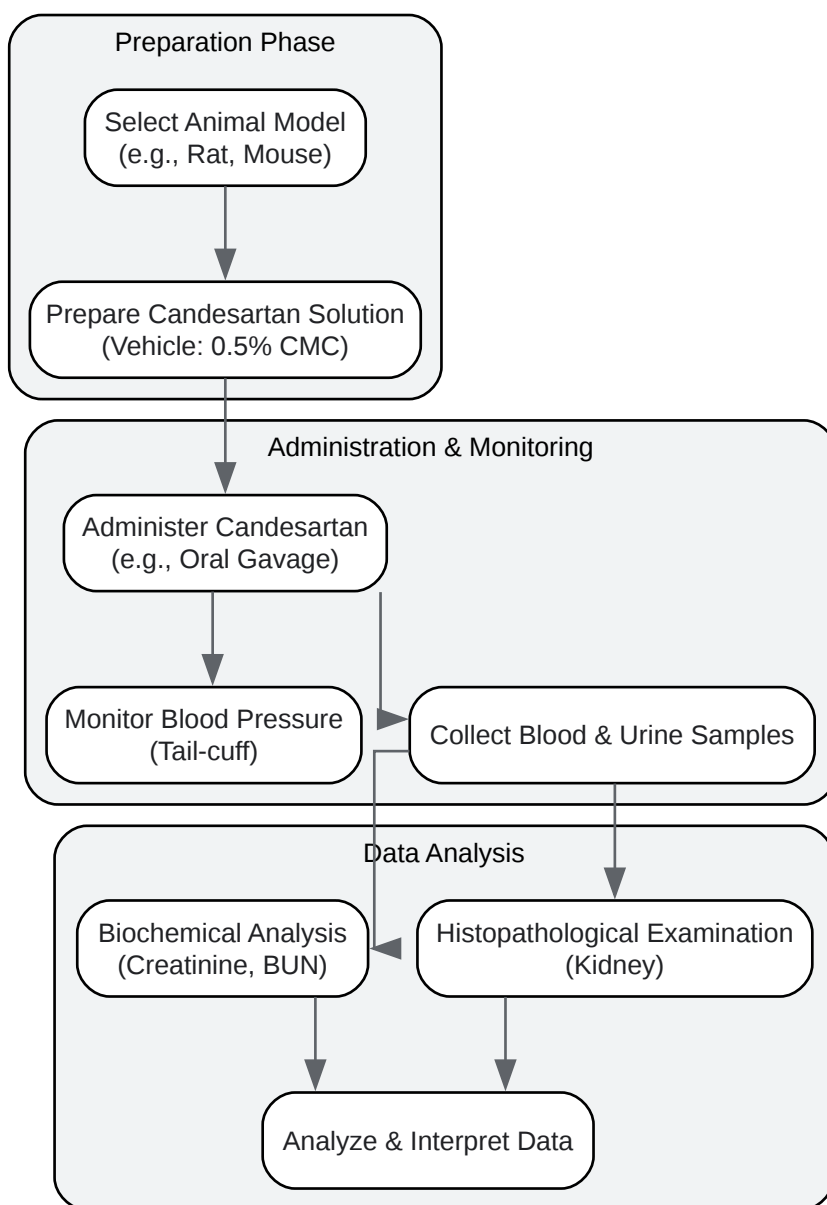 Preparation Phase
Select Animal Model
(e.g., Rat, Mouse)
Prepare Candesartan Solution
(Vehicle: 0.5% CMC)
Administration & Monitoring
Administer Candesartan
(e.g., Oral Gavage)
Monitor Blood Pressure
(Tail-cuff)
Collect Blood & Urine Samples
Data Analysis
Biochemical Analysis
(Creatinine, BUN)
Histopathological Examination
(Kidney)
Analyze & Interpret Data